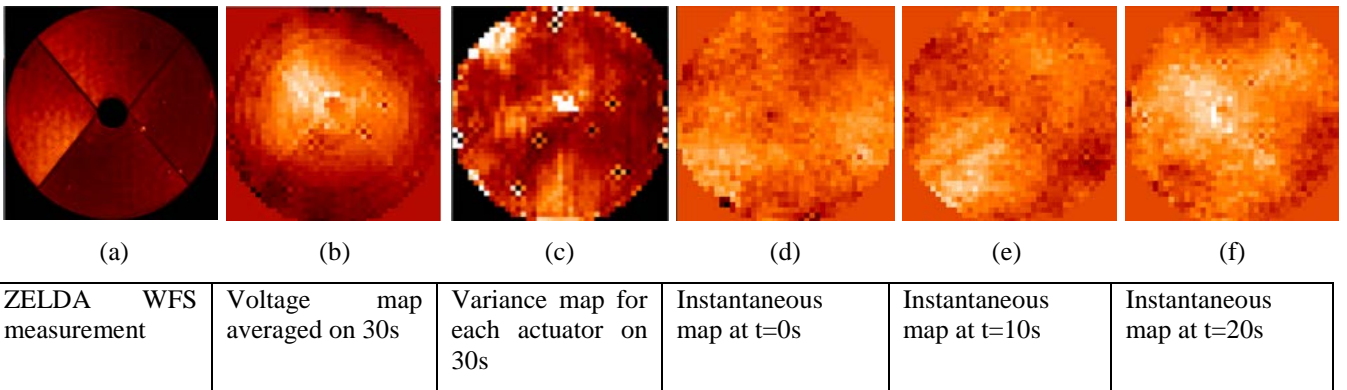 (a) (b) (c) (d) (e) (f)
ZELDA WFS measurement
Voltage map averaged on 30s
Variance map for each actuator on 30s
Instantaneous map at t=0s
Instantaneous map at t=10s
Instantaneous map at t=20s